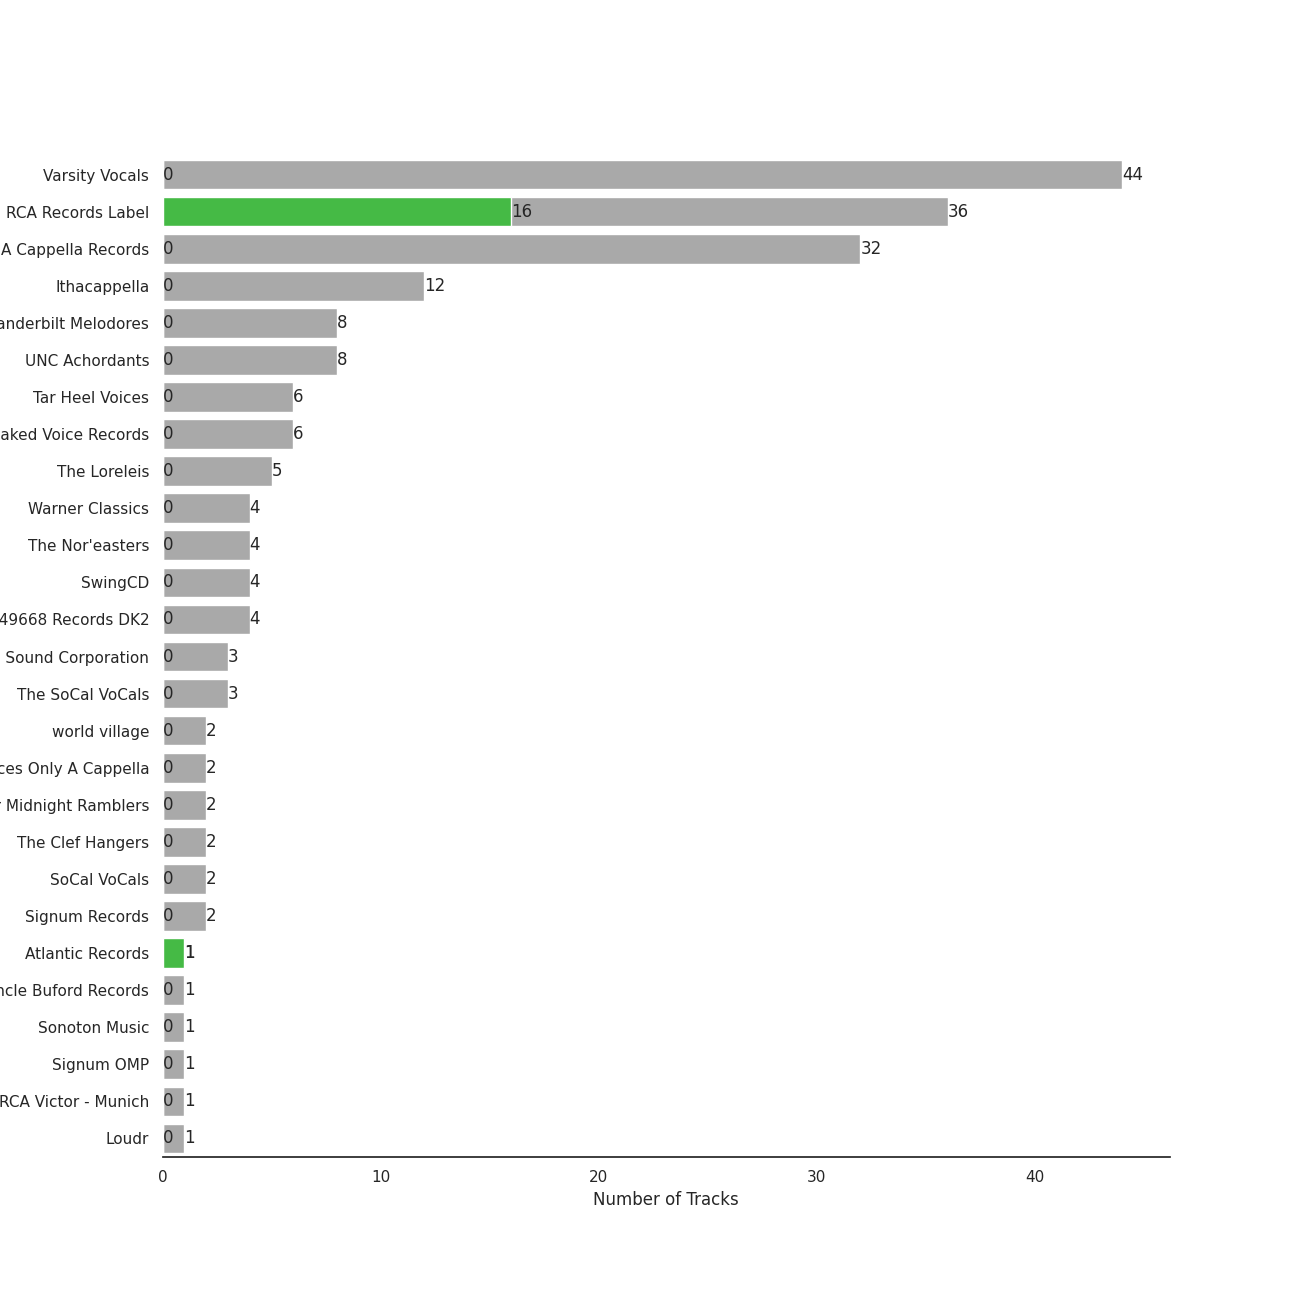 Varsity Vocals 0 44
RCA Records Label 16 36
A Cappella Records 0 32
Ithacappella 0 12
anderbilt Melodores 0 8
UNC Achordants 0 8
Tar Heel Voices 0 6
aked Voice Records 0 6
The Loreleis 0 5
Warner Classics 0 4
The Nor'easters 0 4
SwingCD 0 4
49668 Records DK2 0 4
Sound Corporation 0 3
The SoCal VoCals 0 3
world village 0 2
ces Only A Cappella 0 2
Midnight Ramblers 0 2
The Clef Hangers 0 2
SoCal VoCals 0 2
Signum Records 0 2
Atlantic Records 1
ncle Buford Records 0 1
Sonoton Music 0 1
Signum OMP 0 1
RCA Victor - Munich 0 1
Loudr 0 1
0 10 20 30 40
Number of Tracks